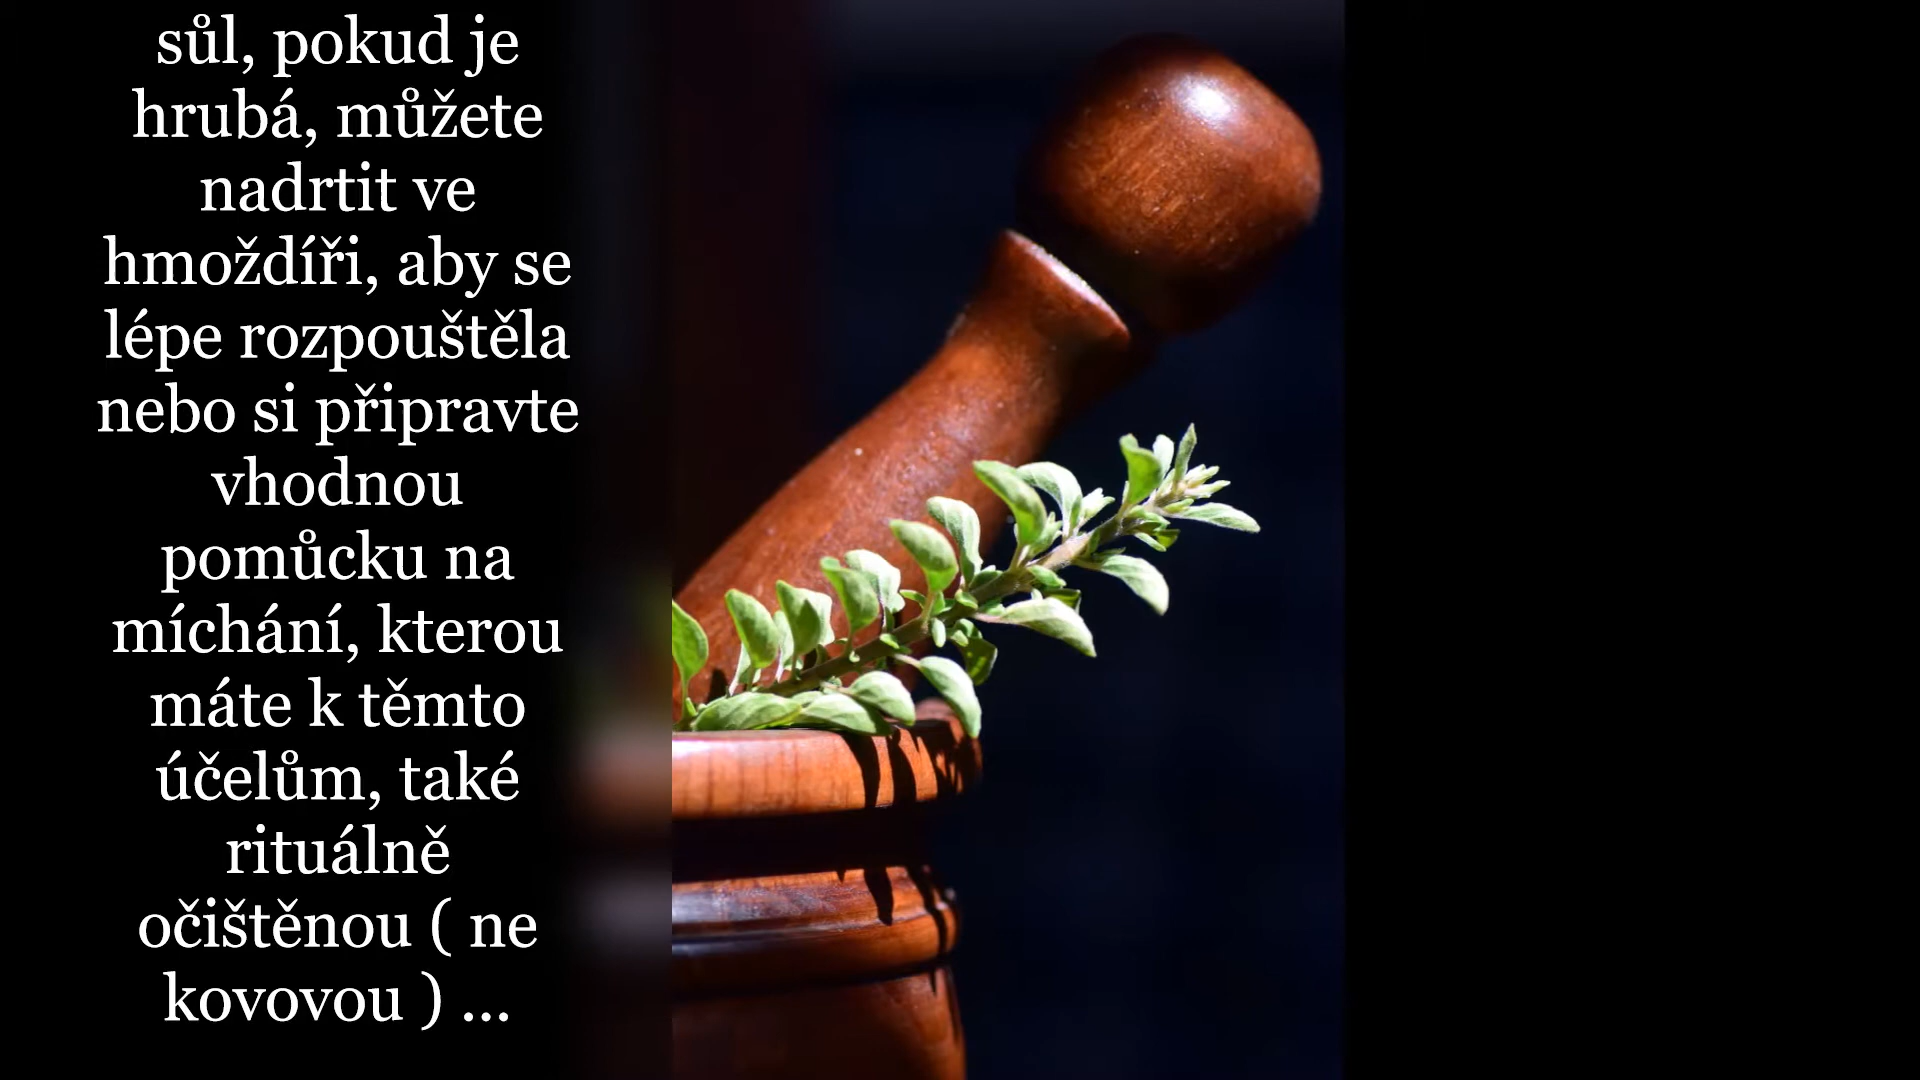 sůl, pokud je
hrubá, můžete
nadrtit ve
hmoždíři, aby se
lépe rozpouštěla
nebo si připravte
vhodnou
pomůcku na
míchání, kterou
máte k těmto
účelům, také
rituálně
očištěnou ( ne
kovovou ) ...